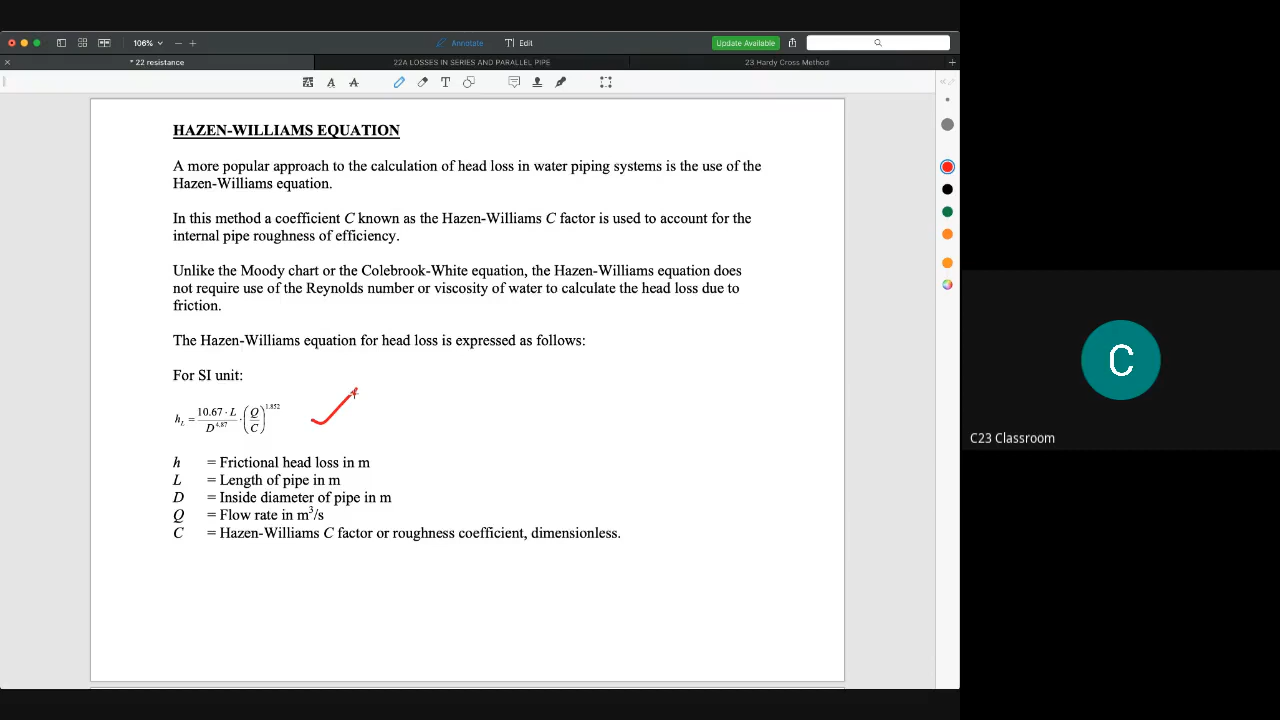 106%
Annotate
Edit
Update Available
* 22 resistance
22A LOSSES IN SERIES AND PARALLEL PIPE
23 Hardy Cross Method
HAZEN-WILLIAMS EQUATION
A more popular approach to the calculation of head loss in water piping systems is the use of the
Hazen-Williams equation.
In this method a coefficient C known as the Hazen-Williams C factor is used to account for the
internal pipe roughness of efficiency.
Unlike the Moody chart or the Colebrook-White equation, the Hazen-Williams equation does
not require use of the Reynolds number or viscosity of water to calculate the head loss due to
friction.
The Hazen-Williams equation for head loss is expressed as follows:
For SI unit:
h_L = (10.67 · L / D^4.87) · (Q / C)^1.852
h = Frictional head loss in m
L = Length of pipe in m
D = Inside diameter of pipe in m
Q = Flow rate in m³/s
C = Hazen-Williams C factor or roughness coefficient, dimensionless.
C
C23 Classroom